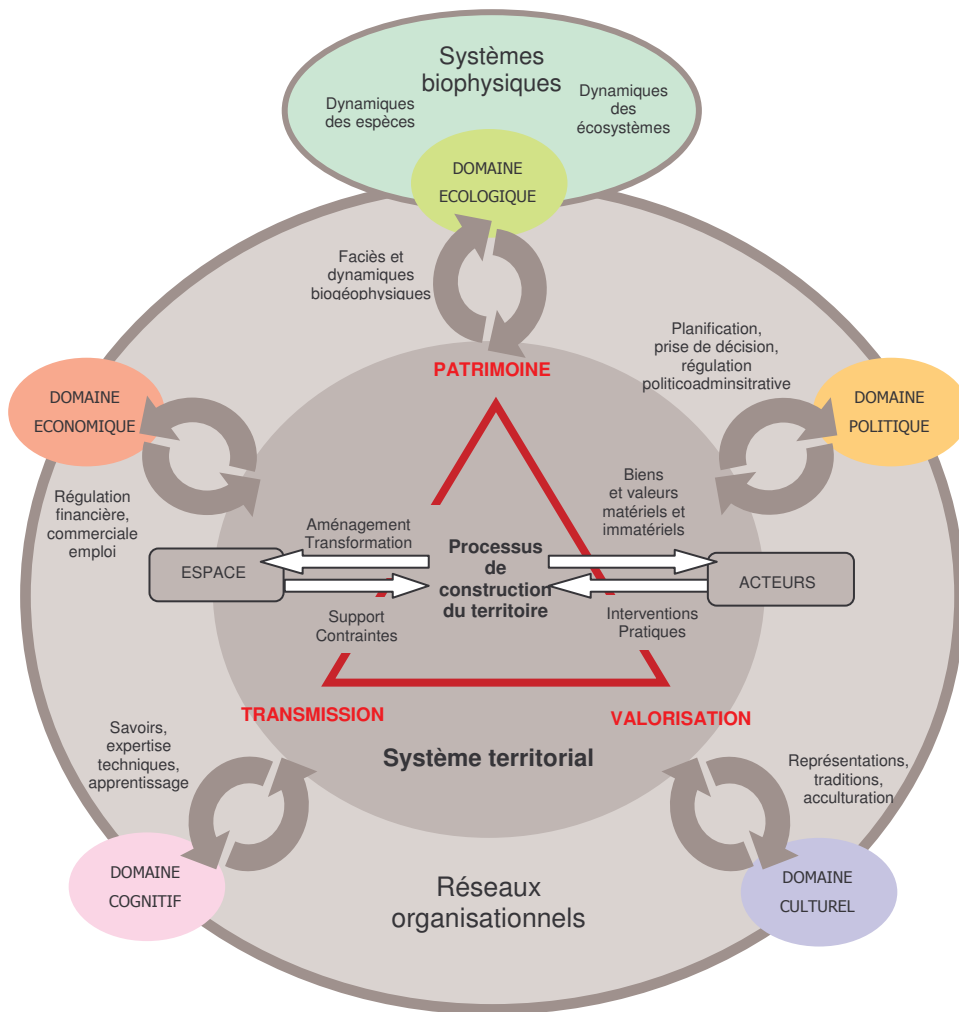 Systèmes
biophysiques
Dynamiques
des espèces
Dynamiques
des
écosystèmes
DOMAINE
ECOLOGIQUE
Faciès et
dynamiques
biogéophysiques
Planification,
prise de décision,
régulation
politicoadminsitrative
PATRIMOINE
DOMAINE
ECONOMIQUE
DOMAINE
POLITIQUE
Régulation
financière,
commerciale
emploi
Biens
et valeurs
matériels et
immatériels
Aménagement
Transformation
Processus
de
construction
du territoire
ESPACE
ACTEURS
Support
Contraintes
Interventions
Pratiques
TRANSMISSION
VALORISATION
Système territorial
Savoirs,
expertise
techniques,
apprentissage
Représentations,
traditions,
acculturation
DOMAINE
COGNITIF
Réseaux
organisationnels
DOMAINE
CULTUREL